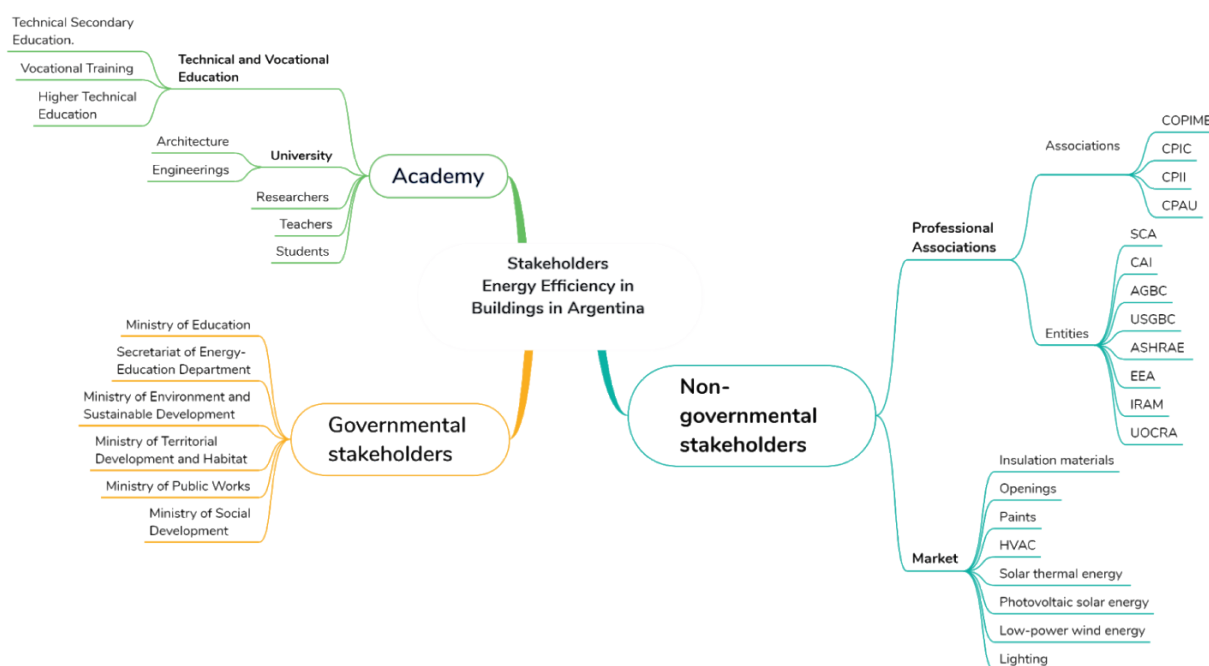 Stakeholders
Energy Efficiency in
Buildings in Argentina
Academy
Technical and Vocational
Education
Technical Secondary
Education.
Vocational Training
Higher Technical
Education
University
Architecture
Engineerings
Researchers
Teachers
Students
Governmental
stakeholders
Ministry of Education
Secretariat of Energy-
Education Department
Ministry of Environment and
Sustainable Development
Ministry of Territorial
Development and Habitat
Ministry of Public Works
Ministry of Social
Development
Non-
governmental
stakeholders
Professional
Associations
Associations
COPIME
CPIC
CPII
CPAU
Entities
SCA
CAI
AGBC
USGBC
ASHRAE
EEA
IRAM
UOCRA
Market
Insulation materials
Openings
Paints
HVAC
Solar thermal energy
Photovoltaic solar energy
Low-power wind energy
Lighting